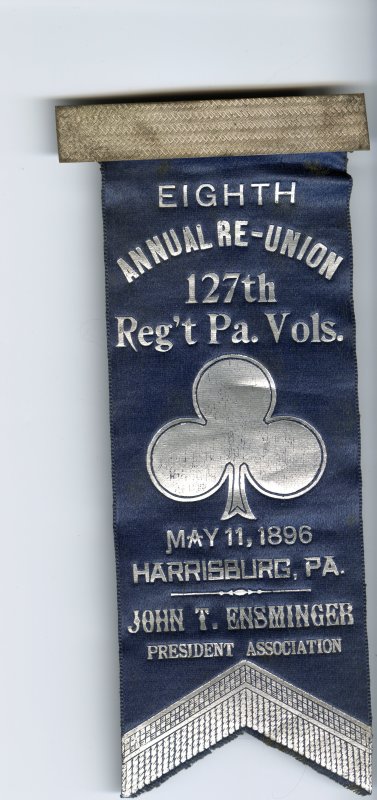 EIGHTH
ANNUAL RE-UNION
127th
Reg't Pa. Vols.
MAY 11, 1896
HARRISBURG, PA.
JOHN T. ENSMINGER
PRESIDENT ASSOCIATION